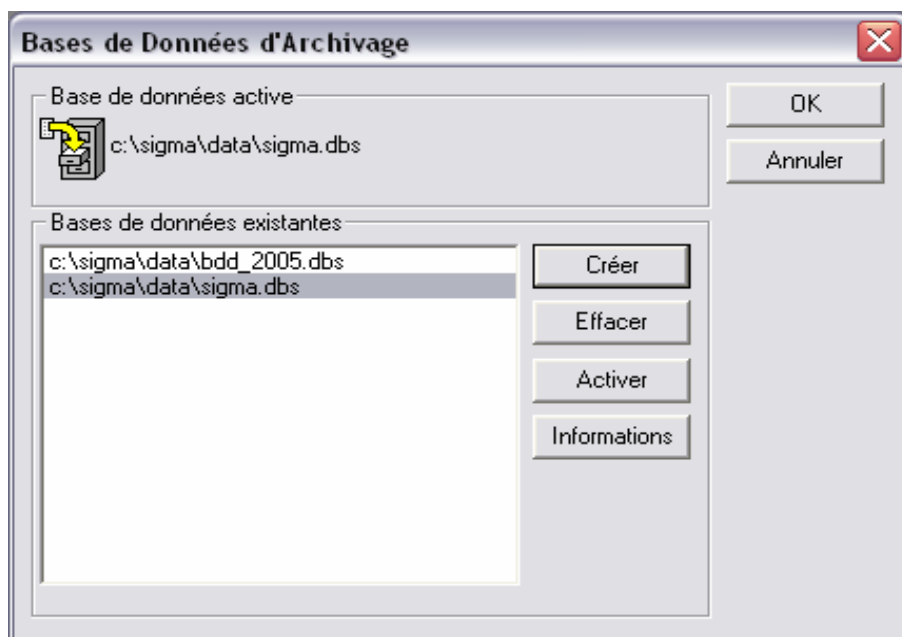 Bases de Données d'Archivage
Base de données active
c:\sigma\data\sigma.dbs
OK
Annuler
Bases de données existantes
c:\sigma\data\bdd_2005.dbs
c:\sigma\data\sigma.dbs
Créer
Effacer
Activer
Informations